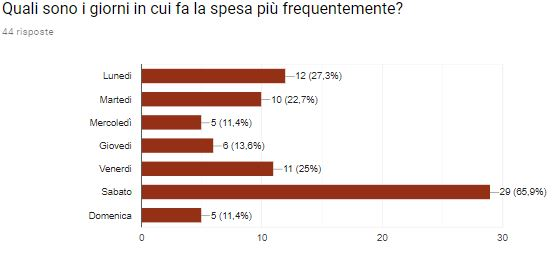 Quali sono i giorni in cui fa la spesa più frequentemente?
44 risposte
Lunedì 12 (27,3%)
Martedì 10 (22,7%)
Mercoledì 5 (11,4%)
Giovedì 6 (13,6%)
Venerdì 11 (25%)
Sabato 29 (65,9%)
Domenica 5 (11,4%)
0 10 20 30